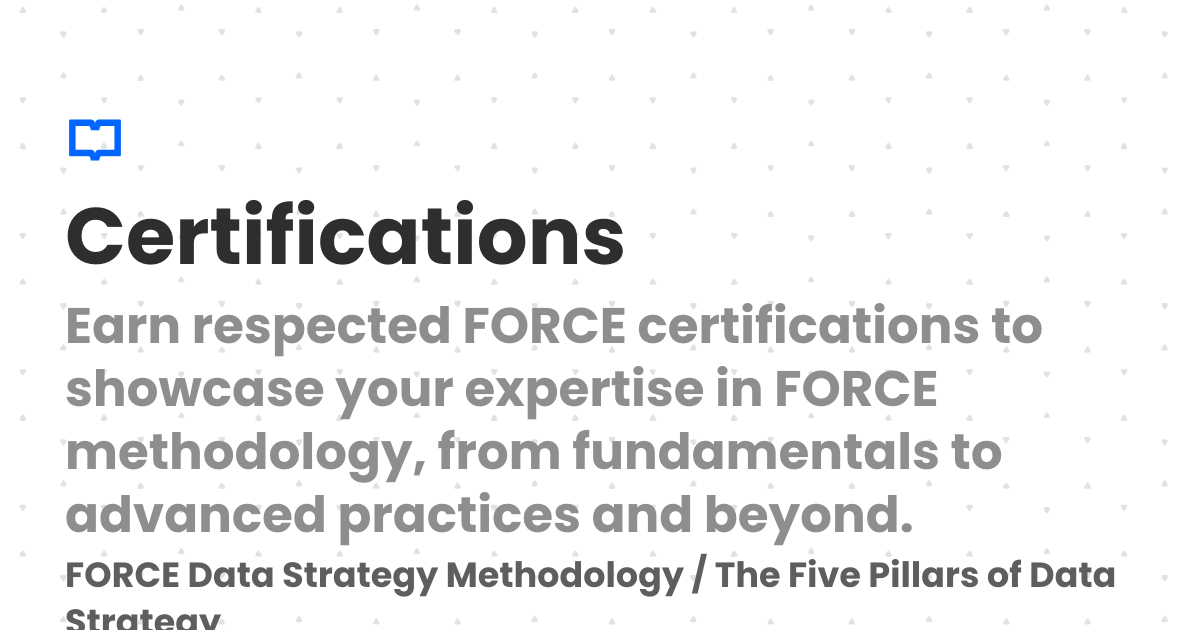 Certifications
Earn respected FORCE certifications to
showcase your expertise in FORCE
methodology, from fundamentals to
advanced practices and beyond.
FORCE Data Strategy Methodology / The Five Pillars of Data
Strategy